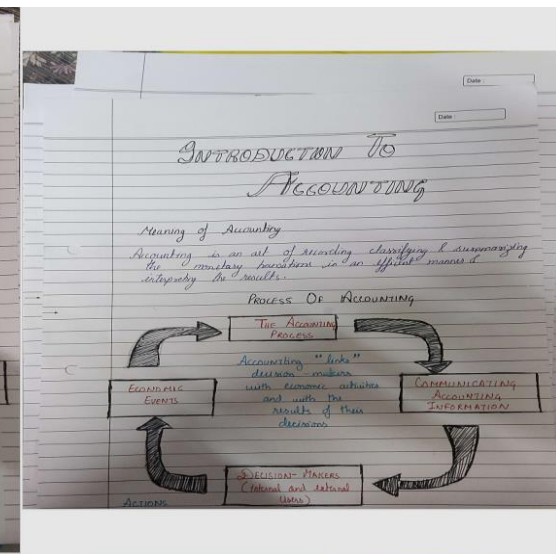 Date :
Date :
INTRODUCTION TO
ACCOUNTING
Meaning of Accounting
Accounting is an art of recording classifying & summarizing
the monetary transitions in an efficient manner &
interpreting the results.
PROCESS OF ACCOUNTING
THE ACCOUNTING
PROCESS
Accounting "links"
decision-makers
with economic activities
and with the
results of their
decisions
ECONOMIC
EVENTS
COMMUNICATING
ACCOUNTING
INFORMATION
DECISION-MAKERS
(internal and external
users)
ACTIONS